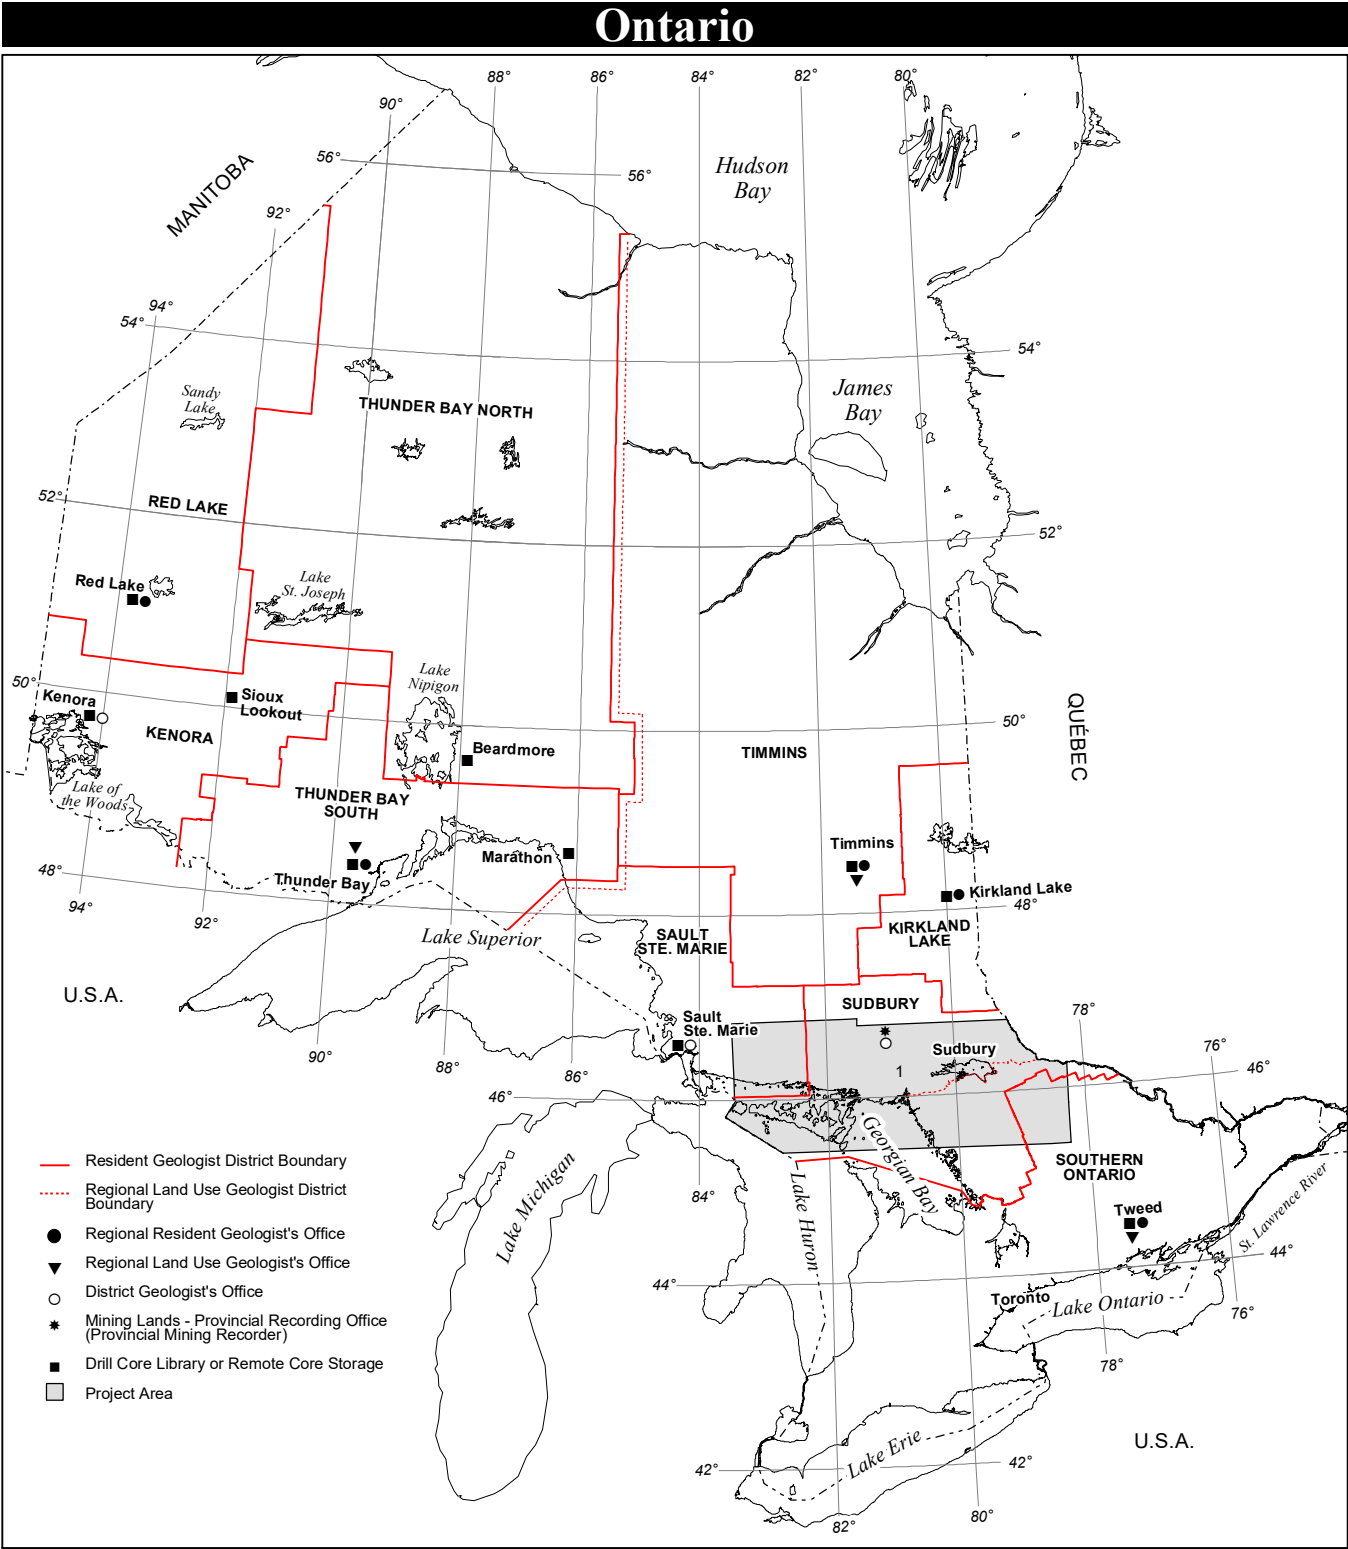 Ontario
88°
86°
84°
82°
80°
90°
56°
56°
MANITOBA
Hudson
Bay
92°
94°
54°
54°
Sandy
Lake
THUNDER BAY NORTH
James
Bay
52°
RED LAKE
52°
Red Lake
Lake
St. Joseph
50°
Kenora
Sioux
Lookout
Lake
Nipigon
KENORA
Beardmore
50°
TIMMINS
QUÉBEC
Lake of
the Woods
THUNDER BAY
SOUTH
Marathon
Timmins
48°
Thunder Bay
Kirkland Lake
48°
94°
92°
Lake Superior
SAULT
STE. MARIE
KIRKLAND
LAKE
U.S.A.
SUDBURY
78°
Sault
Ste. Marie
Sudbury
76°
46°
90°
88°
86°
1
46°
Georgian Bay
Lake Michigan
Lake Huron
84°
SOUTHERN
ONTARIO
Tweed
St. Lawrence River
44°
44°
Toronto
Lake Ontario
76°
78°
Resident Geologist District Boundary
Regional Land Use Geologist District
Boundary
Regional Resident Geologist's Office
Regional Land Use Geologist's Office
District Geologist's Office
Mining Lands - Provincial Recording Office
(Provincial Mining Recorder)
Drill Core Library or Remote Core Storage
Project Area
Lake Erie
U.S.A.
42°
42°
82°
80°